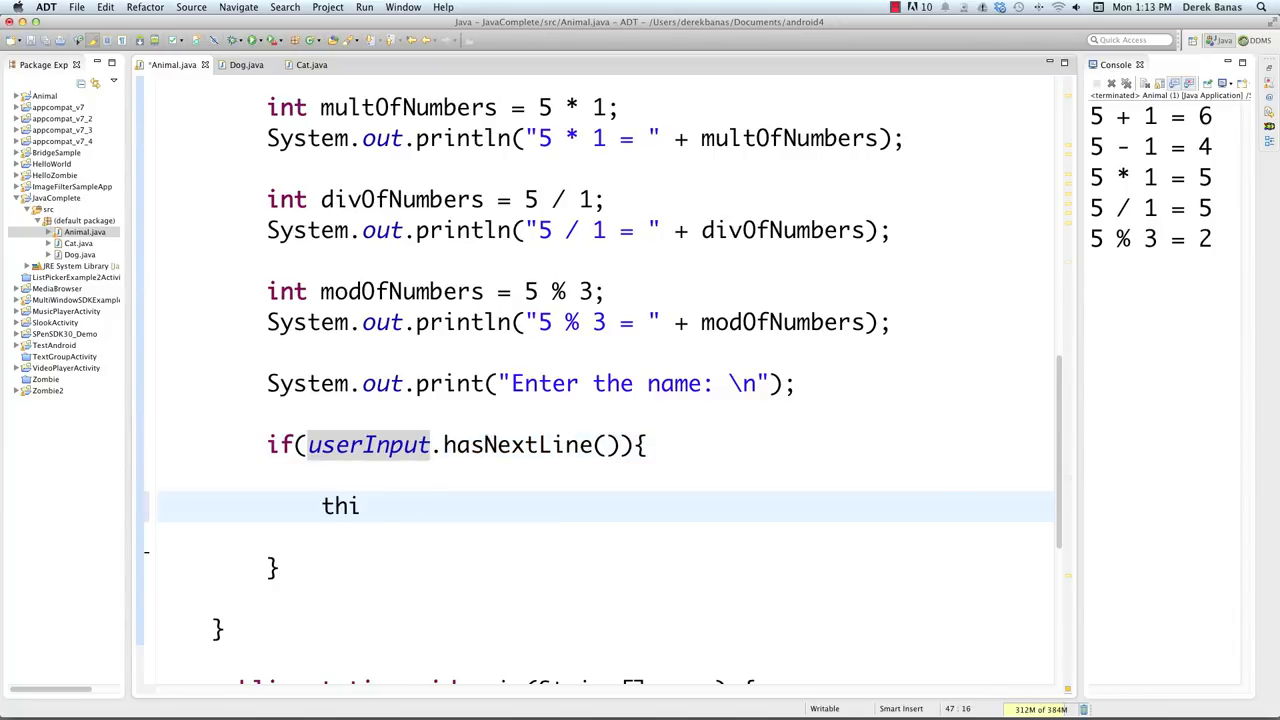 ADT File Edit Refactor Source Navigate Search Project Run Window Help
10 Mon 1:13 PM Derek Banas
Java – JavaComplete/src/Animal.java – ADT – /Users/derekbanas/Documents/android4
Quick Access
Java
DDMS
Package Exp
*Animal.java
Dog.java
Cat.java
Console
<terminated> Animal (1) [Java Application] /S
Animal
appcompat_v7
appcompat_v7_2
appcompat_v7_3
appcompat_v7_4
BridgeSample
HelloWorld
HelloZombie
ImageFilterSampleApp
JavaComplete
src
(default package)
Animal.java
Cat.java
Dog.java
JRE System Library [Ja
ListPickerExample2Activi
MediaBrowser
MultiWindowSDKExample
MusicPlayerActivity
SlookActivity
SPenSDK30_Demo
TestAndroid
TextGroupActivity
VideoPlayerActivity
Zombie
Zombie2
int multOfNumbers = 5 * 1;
System.out.println("5 * 1 = " + multOfNumbers);
int divOfNumbers = 5 / 1;
System.out.println("5 / 1 = " + divOfNumbers);
int modOfNumbers = 5 % 3;
System.out.println("5 % 3 = " + modOfNumbers);
System.out.print("Enter the name: \n");
if(userInput.hasNextLine()){
thi
}
}
5 + 1 = 6
5 - 1 = 4
5 * 1 = 5
5 / 1 = 5
5 % 3 = 2
Writable
Smart Insert
47 : 16
312M of 384M